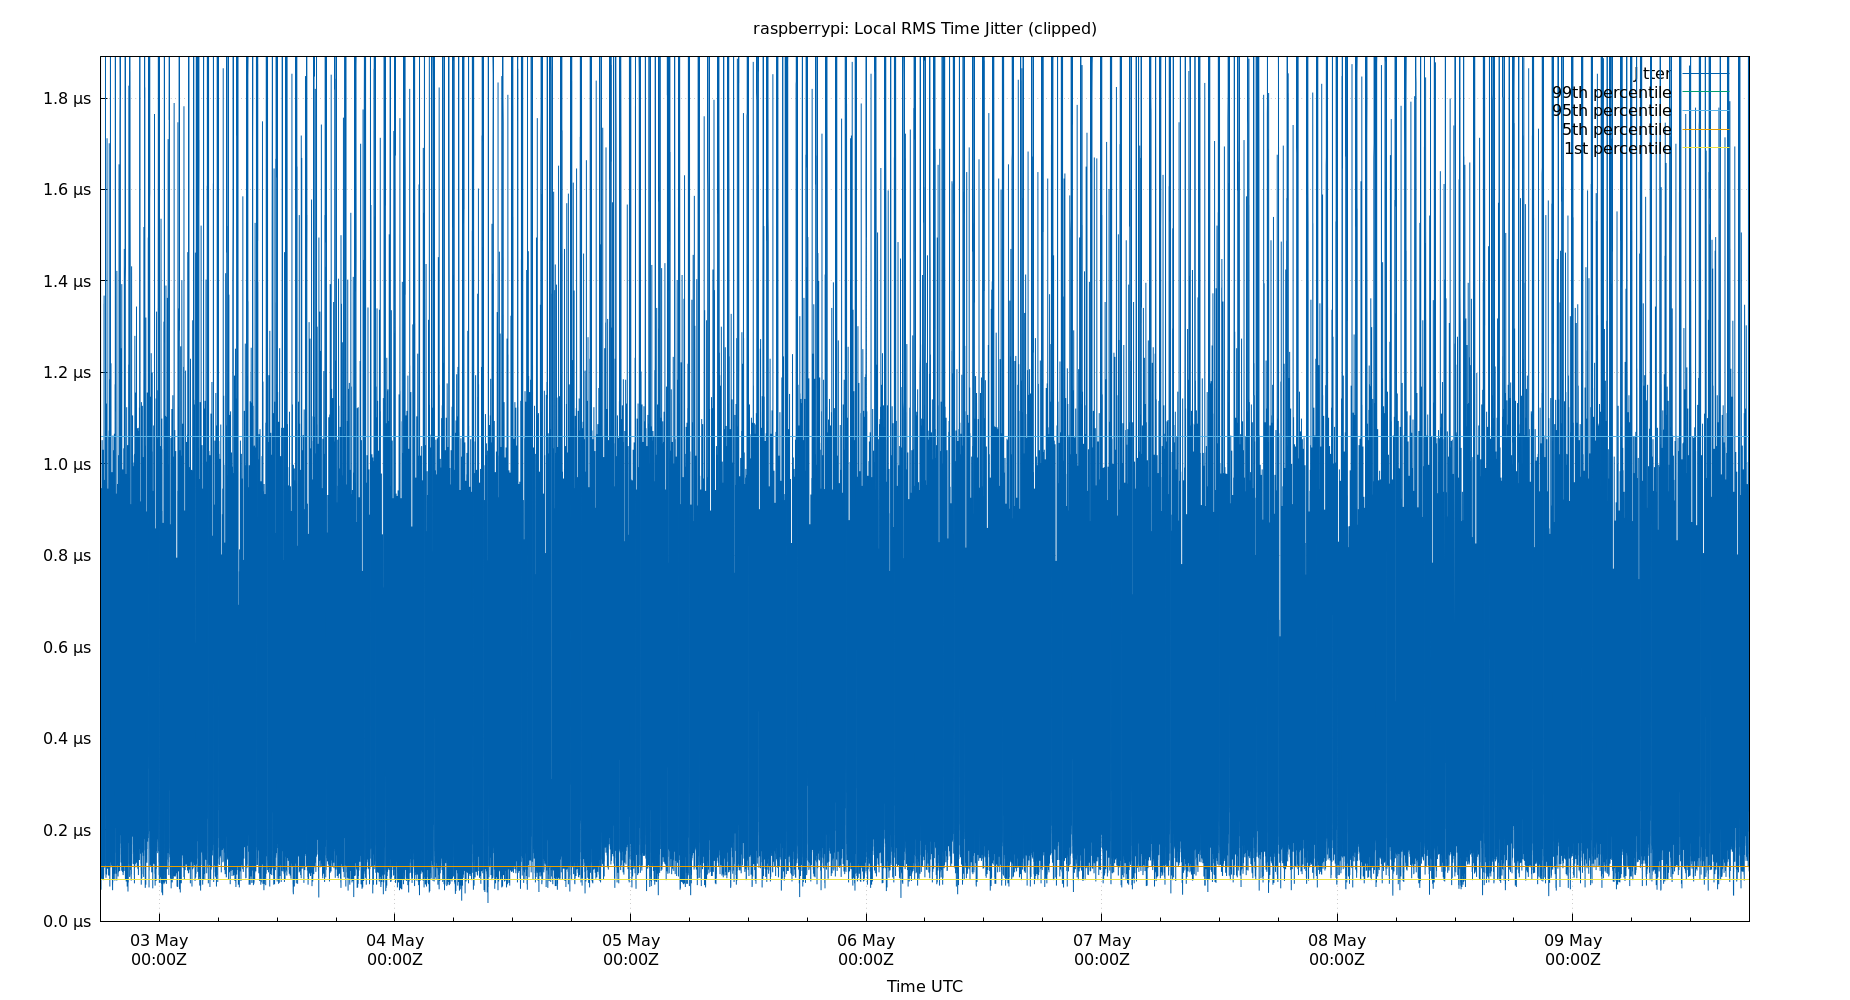 raspberrypi: Local RMS Time Jitter (clipped)
jitter
99th percentile
95th percentile
5th percentile
1st percentile
1.8 µs
1.6 µs
1.4 µs
1.2 µs
1.0 µs
0.8 µs
0.6 µs
0.4 µs
0.2 µs
0.0 µs
03 May 04 May 05 May 06 May 07 May 08 May 09 May
00:00Z 00:00Z 00:00Z 00:00Z 00:00Z 00:00Z 00:00Z
Time UTC